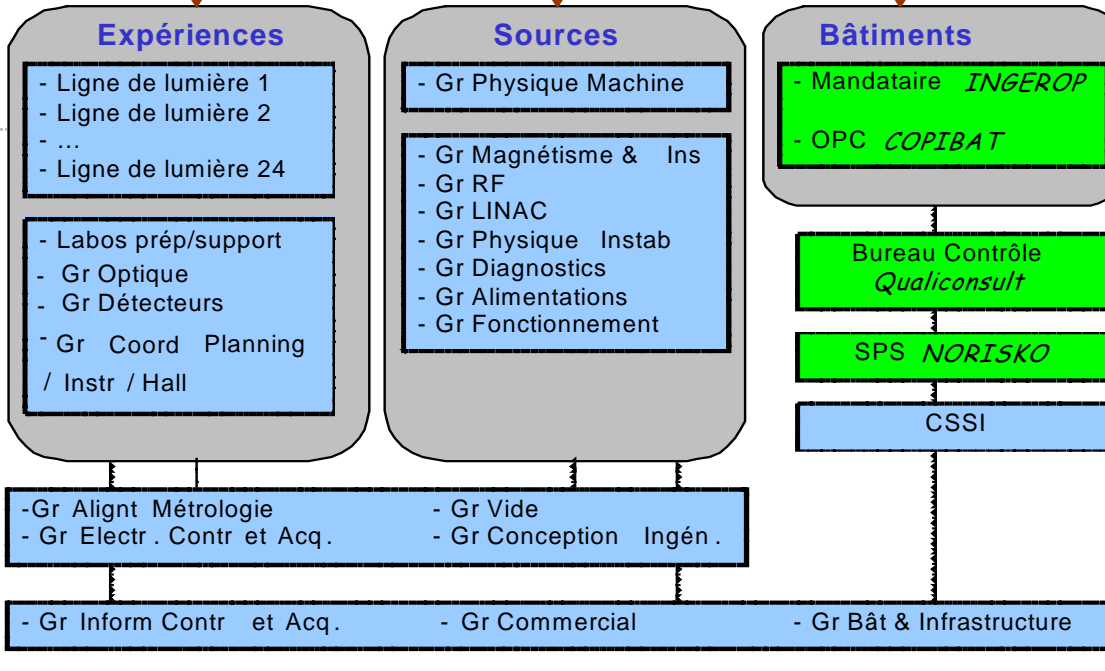 Expériences
- Ligne de lumière 1
- Ligne de lumière 2
- ...
- Ligne de lumière 24
- Labos prép/support
- Gr Optique
- Gr Détecteurs
- Gr Coord Planning
/ Instr / Hall
Sources
- Gr Physique Machine
- Gr Magnétisme & Ins
- Gr RF
- Gr LINAC
- Gr Physique Instab
- Gr Diagnostics
- Gr Alimentations
- Gr Fonctionnement
Bâtiments
- Mandataire INGEROP
- OPC COPIBAT
Bureau Contrôle
Qualiconsult
SPS NORISKO
CSSI
-Gr Alignt Métrologie
- Gr Electr. Contr et Acq.
- Gr Vide
- Gr Conception Ingén.
- Gr Inform Contr et Acq.
- Gr Commercial
- Gr Bât & Infrastructure